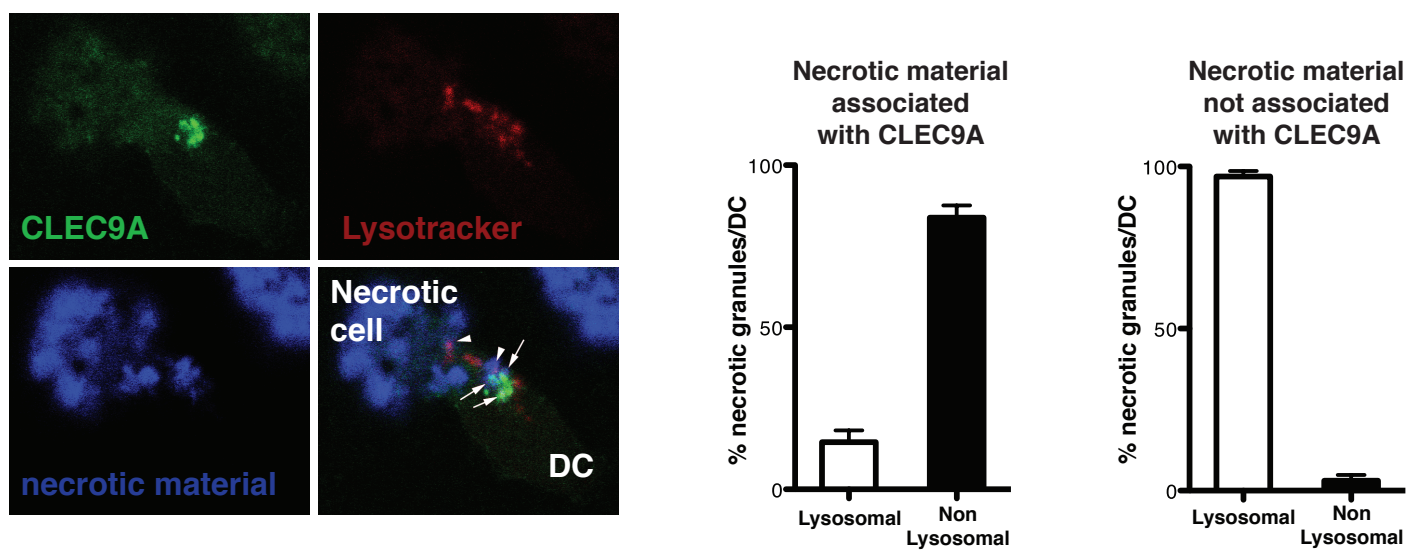 CLEC9A
Lysotracker
necrotic material
Necrotic
cell
DC
Necrotic material
associated
with CLEC9A
% necrotic granules/DC
100
50
0
Lysosomal
Non
Lysosomal
Necrotic material
not associated
with CLEC9A
% necrotic granules/DC
100
50
0
Lysosomal
Non
Lysosomal